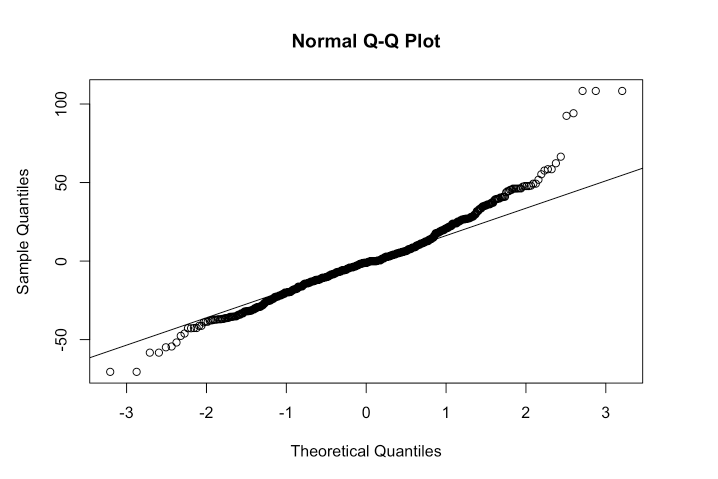 Normal Q-Q Plot
100
50
0
-50
Sample Quantiles
-3 -2 -1 0 1 2 3
Theoretical Quantiles